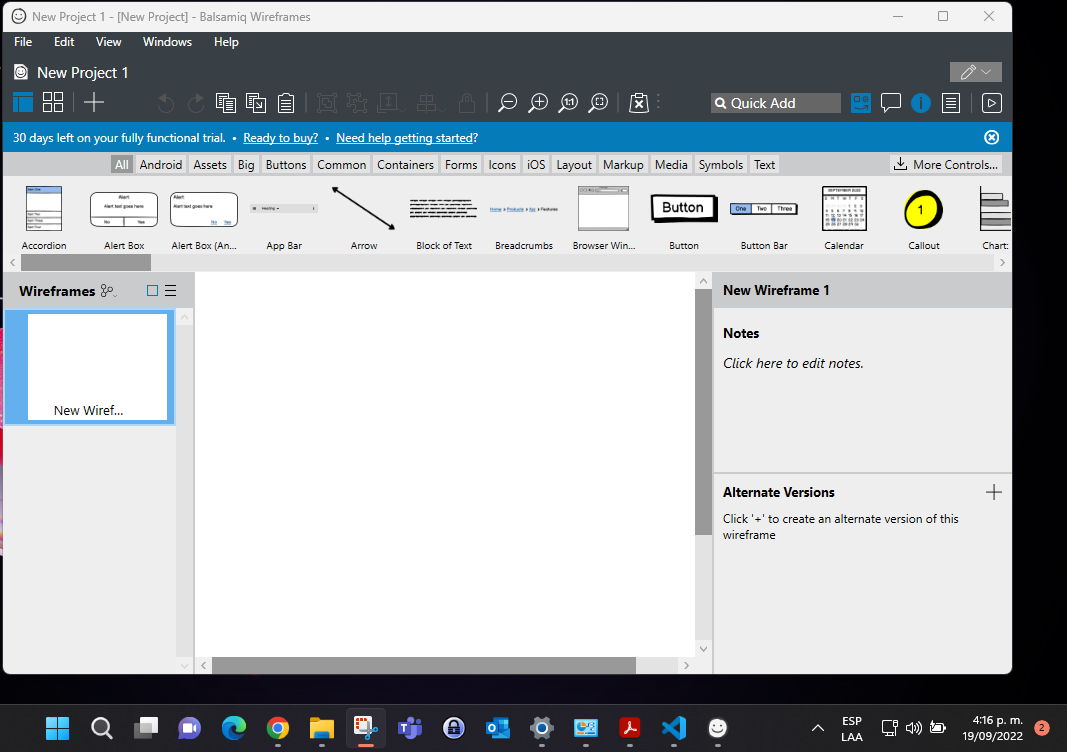 New Project 1 - [New Project] - Balsamiq Wireframes
File Edit View Windows Help
New Project 1
1:1
Quick Add
30 days left on your fully functional trial. • Ready to buy? • Need help getting started?
All Android Assets Big Buttons Common Containers Forms Icons iOS Layout Markup Media Symbols Text More Controls...
Alert
Alert text goes here
No Yes
Alert
Alert text goes here
No Yes
Home > Products > > Features
Button
One Two Three
SEPTEMBER 2022
1
Accordion Alert Box Alert Box (An... App Bar Arrow Block of Text Breadcrumbs Browser Win... Button Button Bar Calendar Callout Chart:
Wireframes
New Wiref...
New Wireframe 1
Notes
Click here to edit notes.
Alternate Versions
Click '+' to create an alternate version of this
wireframe
ESP
LAA
4:16 p. m.
19/09/2022
2